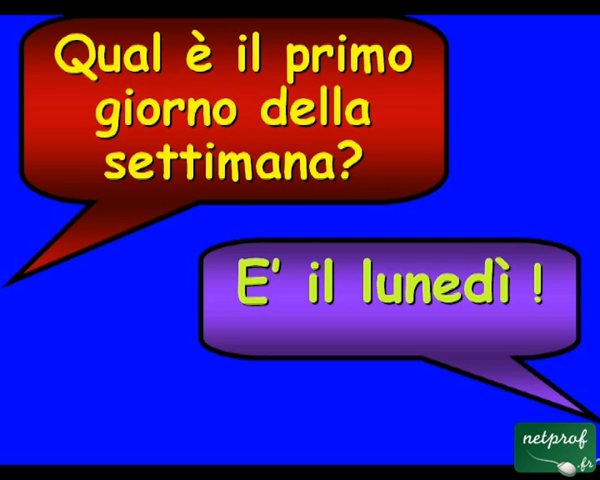 Qual è il primo
giorno della
settimana?
E' il lunedì !
netprof
.fr